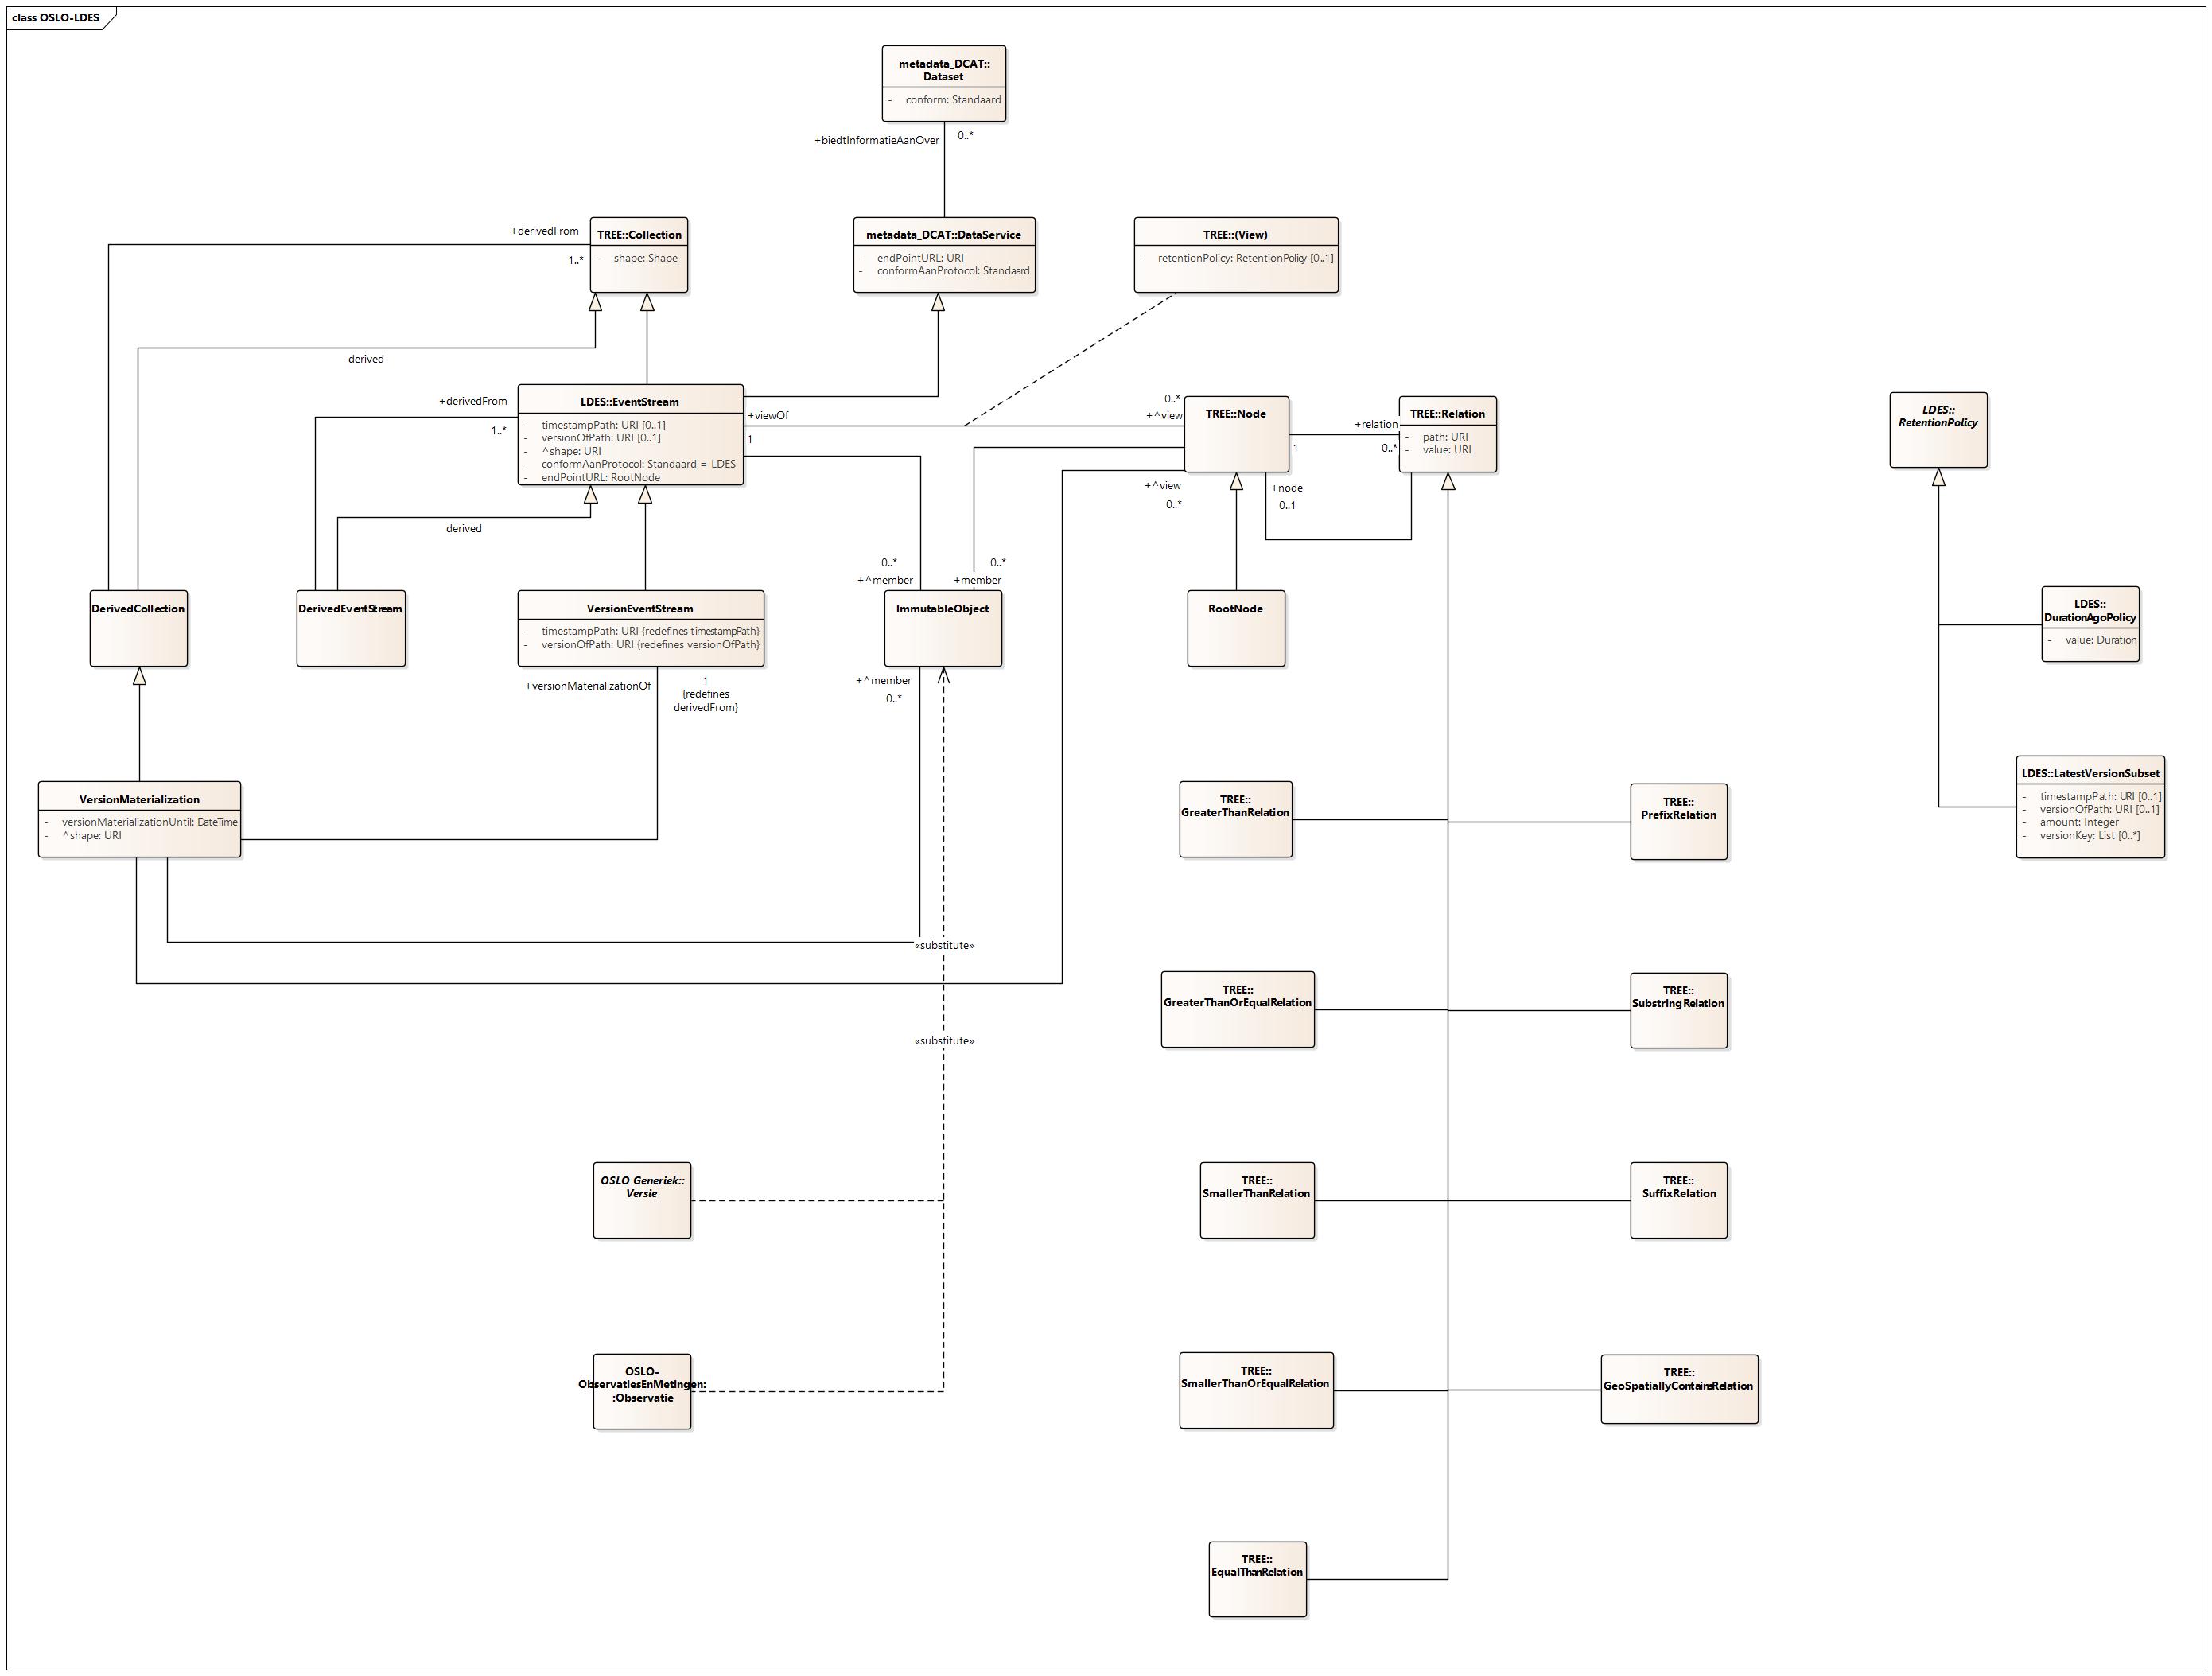 class OSLO-LDES
metadata_DCAT::
Dataset
- conform: Standaard
+biedtInformatieAanOver
0..*
+derivedFrom
1..*
TREE::Collection
- shape: Shape
metadata_DCAT::DataService
- endPointURL: URI
- conformAanProtocol: Standaard
TREE::(View)
- retentionPolicy: RetentionPolicy [0..1]
derived
+derivedFrom
1..*
LDES::EventStream
- timestampPath: URI [0..1]
- versionOfPath: URI [0..1]
- ^shape: URI
- conformAanProtocol: Standaard = LDES
- endPointURL: RootNode
+viewOf
1
0..*
+^view
TREE::Node
1
+relation
0..*
TREE::Relation
- path: URI
- value: URI
LDES::
RetentionPolicy
+^view
0..*
+node
0..1
derived
0..*
+^member
0..*
+member
DerivedCollection
DerivedEventStream
VersionEventStream
- timestampPath: URI {redefines timestampPath}
- versionOfPath: URI {redefines versionOfPath}
ImmutableObject
RootNode
LDES::
DurationAgoPolicy
- value: Duration
+versionMaterializationOf
1
{redefines
derivedFrom}
+^member
0..*
VersionMaterialization
- versionMaterializationUntil: DateTime
- ^shape: URI
TREE::
GreaterThanRelation
TREE::
PrefixRelation
LDES::LatestVersionSubset
- timestampPath: URI [0..1]
- versionOfPath: URI [0..1]
- amount: Integer
- versionKey: List [0..*]
«substitute»
TREE::
GreaterThanOrEqualRelation
TREE::
SubstringRelation
«substitute»
OSLO Generiek::
Versie
TREE::
SmallerThanRelation
TREE::
SuffixRelation
OSLO-
ObservatiesEnMetingen:
:Observatie
TREE::
SmallerThanOrEqualRelation
TREE::
GeoSpatiallyContainsRelation
TREE::
EqualThanRelation